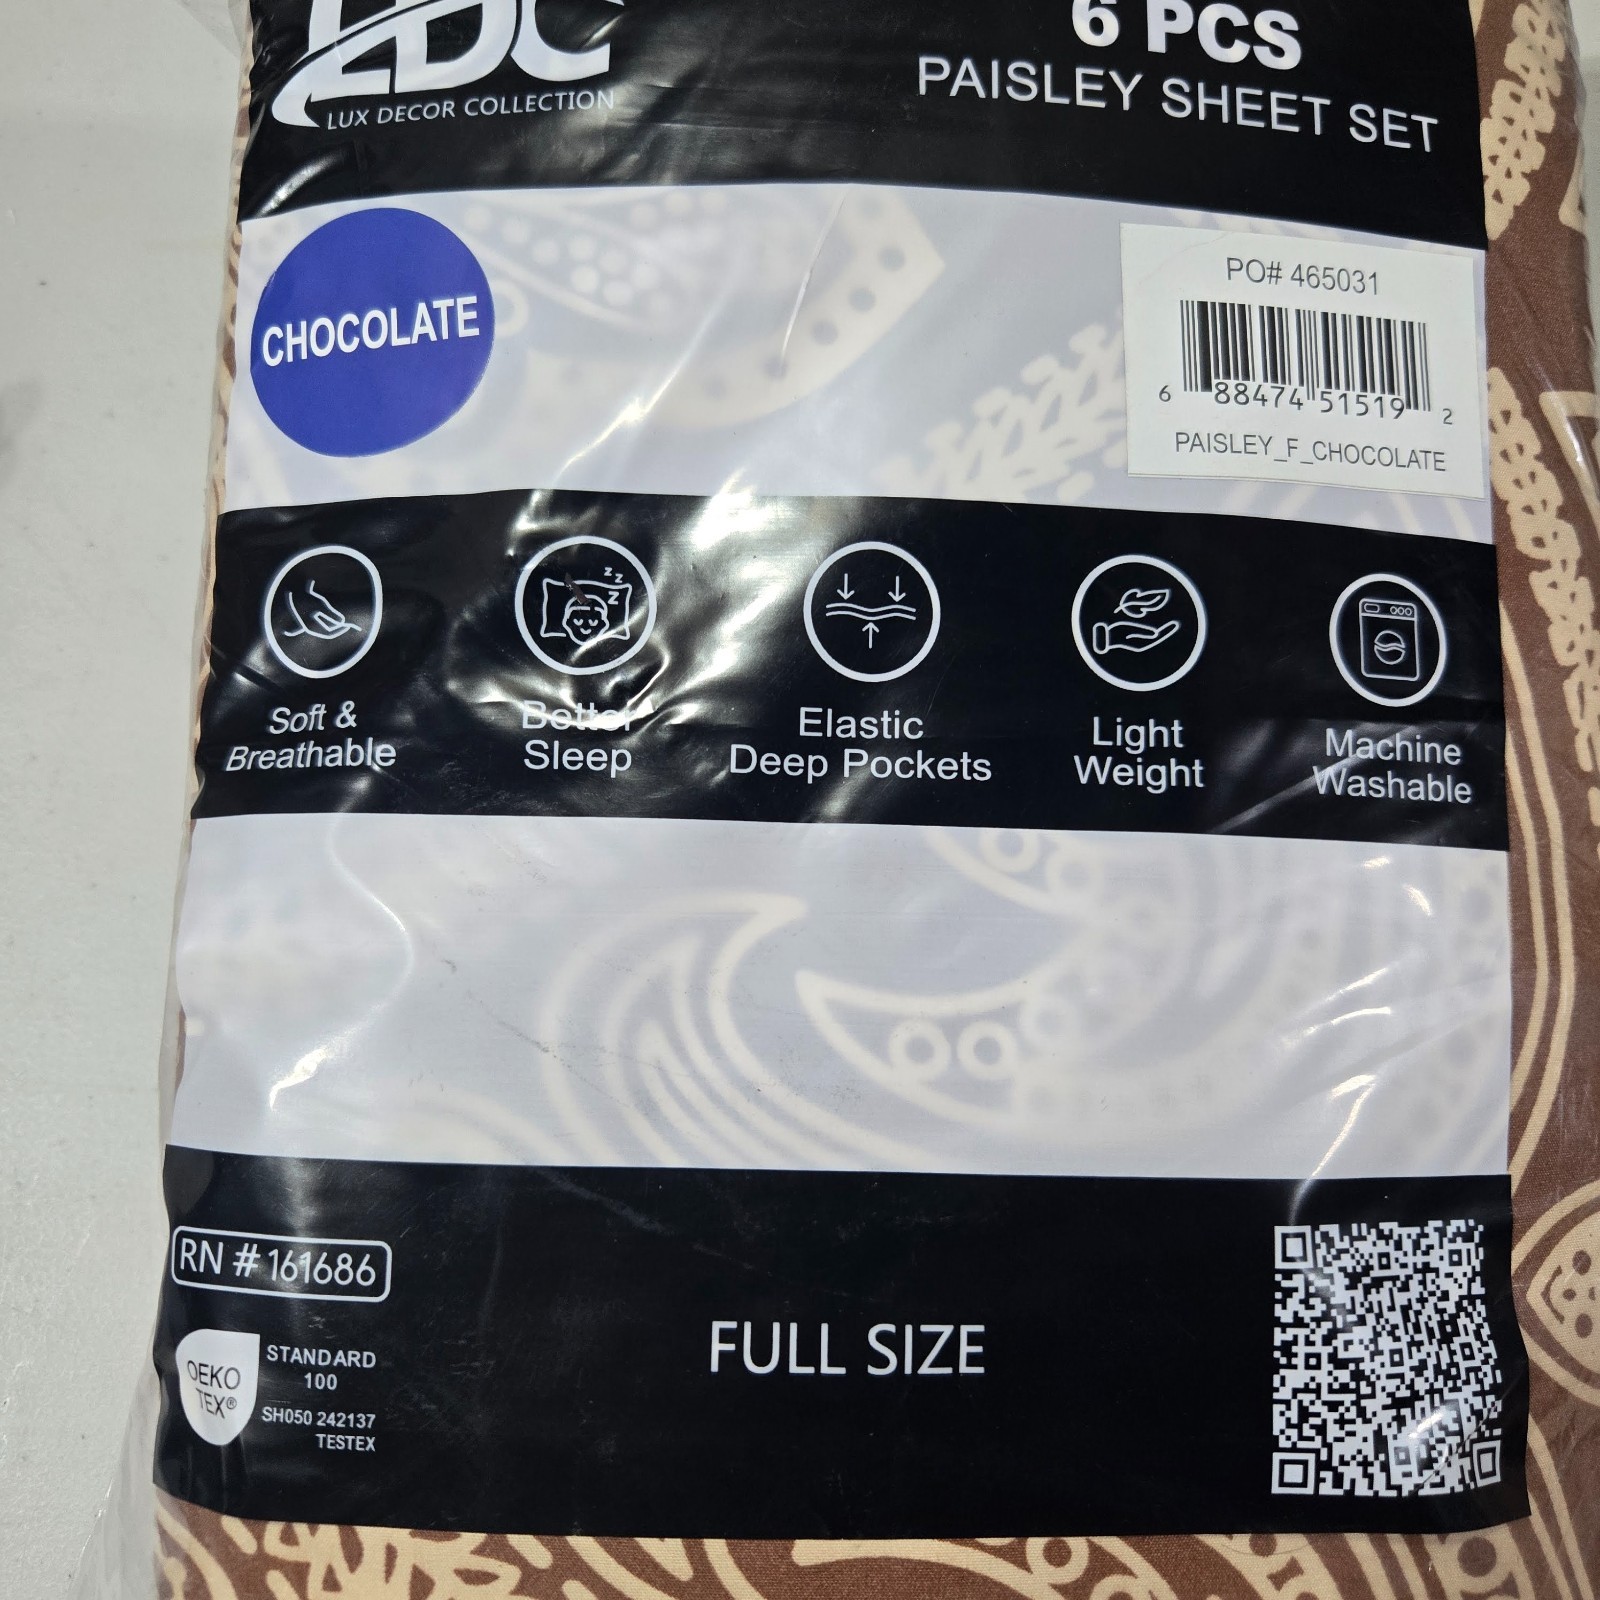 LDC
LUX DECOR COLLECTION
6 PCS
PAISLEY SHEET SET
CHOCOLATE
PO# 465031
6 88474 51519 2
PAISLEY_F_CHOCOLATE
Soft &
Breathable
z z
z
Better
Sleep
Elastic
Deep Pockets
Light
Weight
Machine
Washable
RN # 161686
OEKO
TEX®
STANDARD
100
SH050 242137
TESTEX
FULL SIZE